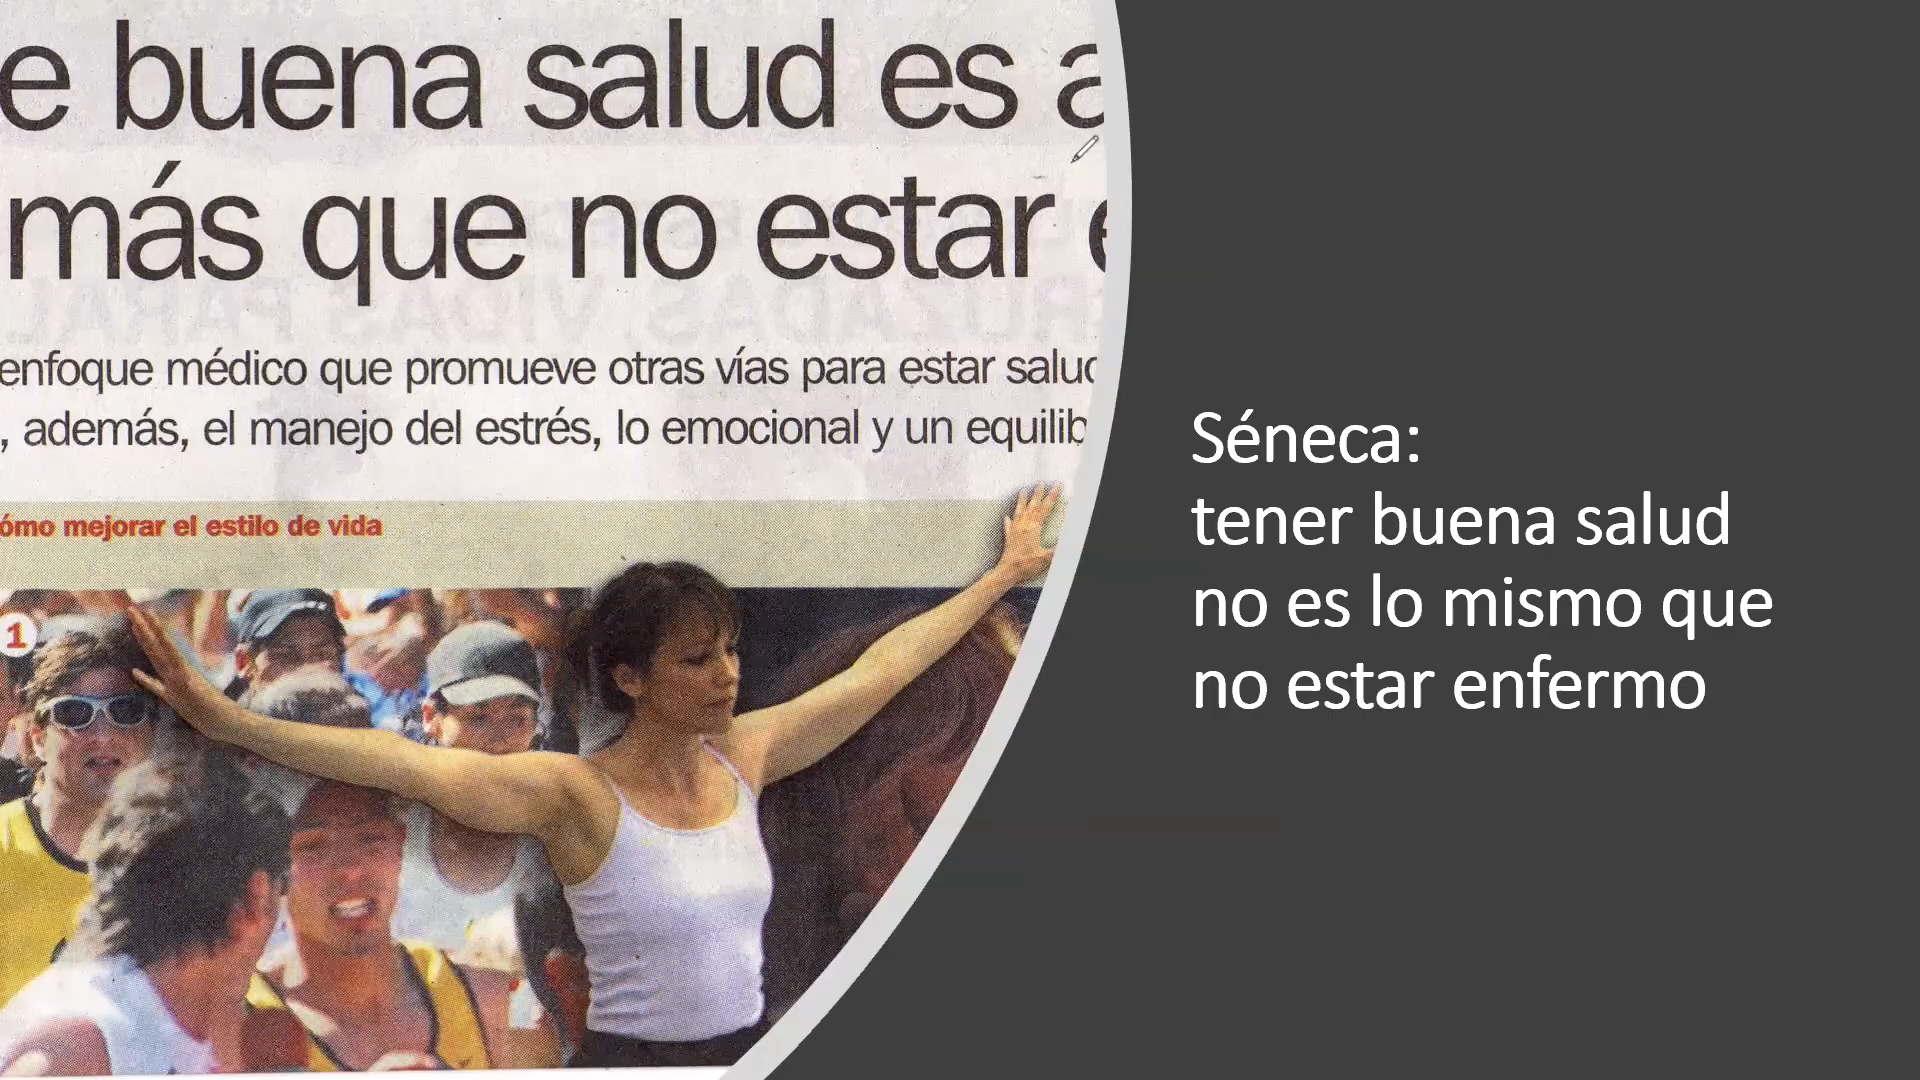 e buena salud es a
más que no estar e
enfoque médico que promueve otras vías para estar salud
, además, el manejo del estrés, lo emocional y un equilib
ómo mejorar el estilo de vida
1
Séneca:
tener buena salud
no es lo mismo que
no estar enfermo